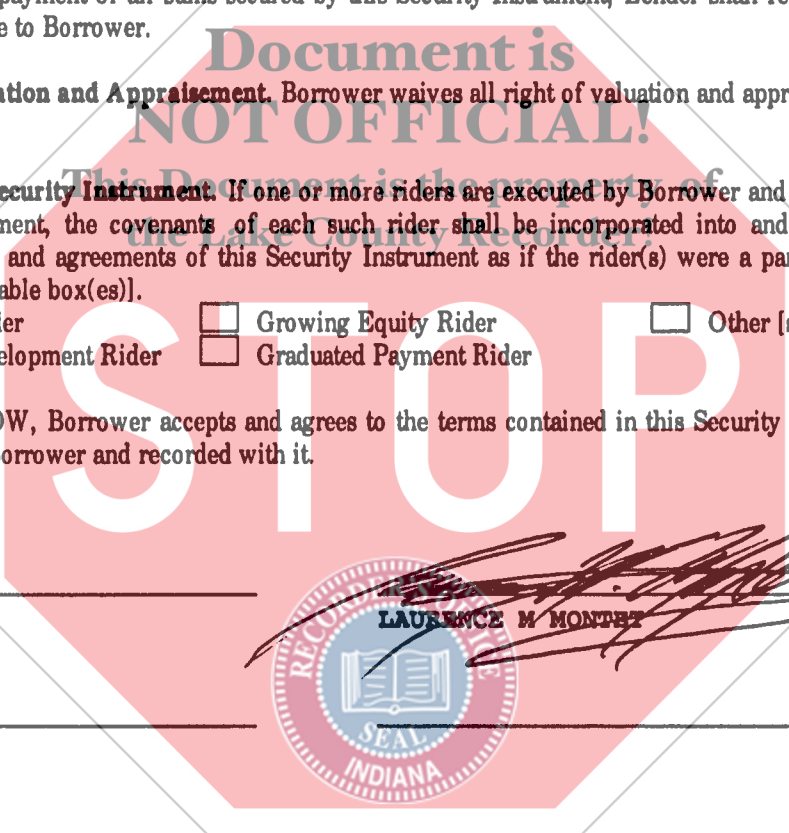 payment of all sums secured by this Security Instrument, Lender shall
e to Borrower.
Document is
ation and Appraisement. Borrower waives all right of valuation and appr
NOT OFFICIAL!
This Document is the property of
ecurity Instrument. If one or more riders are executed by Borrower and
ment, the covenants of each such rider shall be incorporated into and
the Lake County Recorder!
and agreements of this Security Instrument as if the rider(s) were a par
able box(es)].
ler Growing Equity Rider Other [s
elopment Rider Graduated Payment Rider
OW, Borrower accepts and agrees to the terms contained in this Security
orrower and recorded with it.
STOP
RECORDER'S OFFICE
LAURENCE M
SEAL
INDIANA